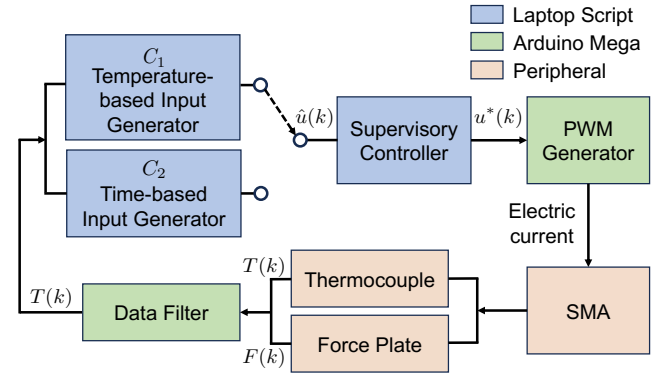 Laptop Script
Arduino Mega
Peripheral
C₁
Temperature-
based Input
Generator
C₂
Time-based
Input Generator
û(k)
Supervisory
Controller
u*(k)
PWM
Generator
Electric
current
SMA
T(k)
Thermocouple
F(k)
Force Plate
Data Filter
T(k)